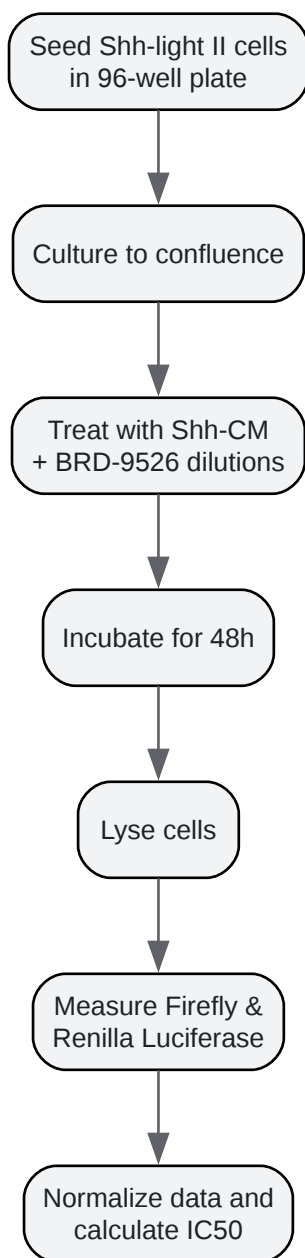 Seed Shh-light II cells
in 96-well plate
Culture to confluence
Treat with Shh-CM
+ BRD-9526 dilutions
Incubate for 48h
Lyse cells
Measure Firefly &
Renilla Luciferase
Normalize data and
calculate IC50